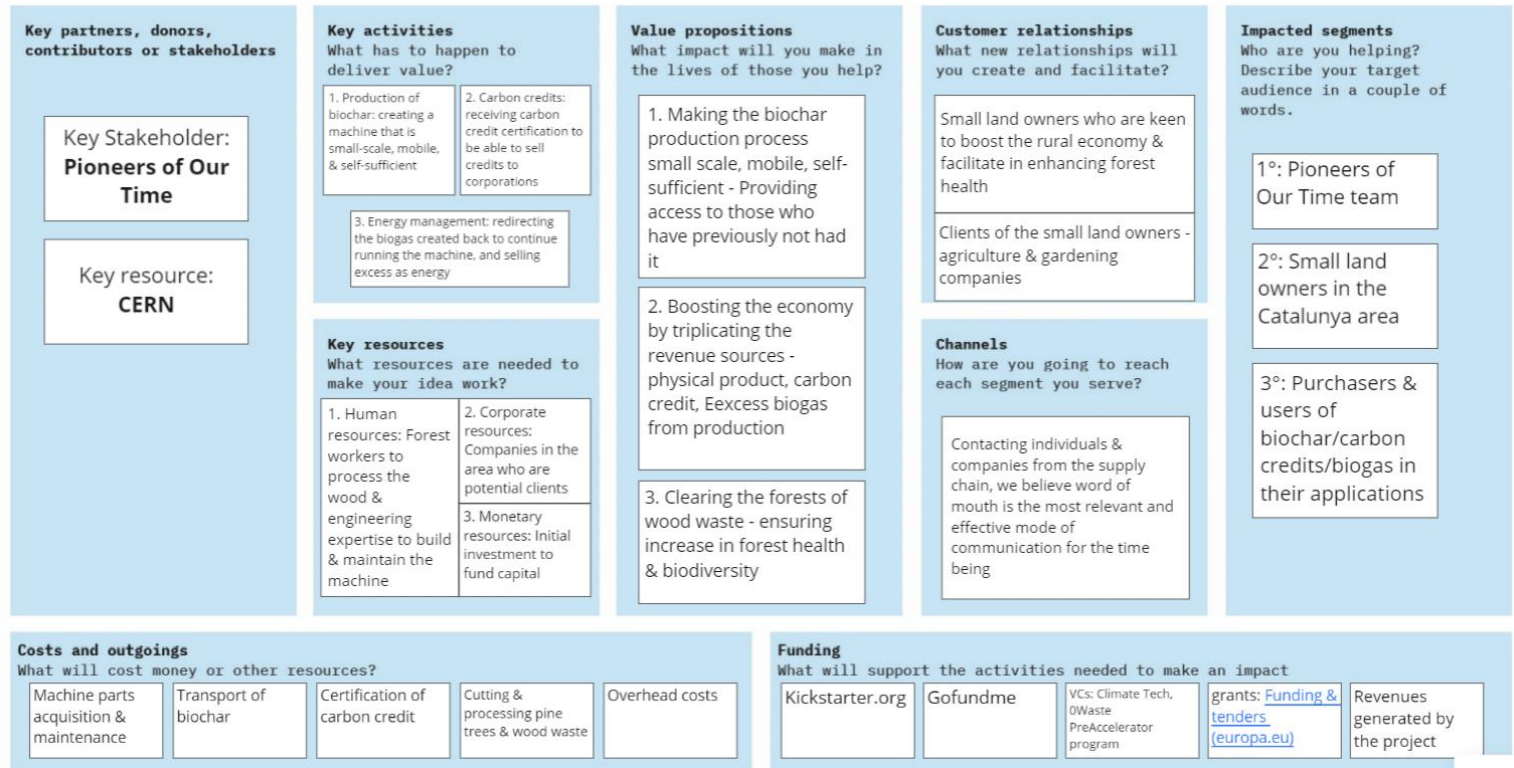 Key partners, donors,
contributors or stakeholders
Key Stakeholder:
Pioneers of Our
Time
Key resource:
CERN
Key activities
What has to happen to
deliver value?
1. Production of
biochar: creating a
machine that is
small-scale, mobile,
& self-sufficient
2. Carbon credits:
receiving carbon
credit certification to
be able to sell
credits to
corporations
3. Energy management: redirecting
the biogas created back to continue
running the machine, and selling
excess as energy
Key resources
What resources are needed to
make your idea work?
1. Human
resources: Forest
workers to
process the
wood &
engineering
expertise to build
& maintain the
machine
2. Corporate
resources:
Companies in the
area who are
potential clients
3. Monetary
resources: Initial
investment to
fund capital
Value propositions
What impact will you make in
the lives of those you help?
1. Making the biochar
production process
small scale, mobile, self-
sufficient - Providing
access to those who
have previously not had
it
2. Boosting the economy
by triplicating the
revenue sources -
physical product, carbon
credit, Eexcess biogas
from production
3. Clearing the forests of
wood waste - ensuring
increase in forest health
& biodiversity
Customer relationships
What new relationships will
you create and facilitate?
Small land owners who are keen
to boost the rural economy &
facilitate in enhancing forest
health
Clients of the small land owners -
agriculture & gardening
companies
Channels
How are you going to reach
each segment you serve?
Contacting individuals &
companies from the supply
chain, we believe word of
mouth is the most relevant and
effective mode of
communication for the time
being
Impacted segments
Who are you helping?
Describe your target
audience in a couple of
words.
1°: Pioneers of
Our Time team
2°: Small land
owners in the
Catalunya area
3°: Purchasers &
users of
biochar/carbon
credits/biogas in
their applications
Costs and outgoings
What will cost money or other resources?
Machine parts
acquisition &
maintenance
Transport of
biochar
Certification of
carbon credit
Cutting &
processing pine
trees & wood waste
Overhead costs
Funding
What will support the activities needed to make an impact
Kickstarter.org
Gofundme
VCs: Climate Tech,
0Waste
PreAccelerator
program
grants: Funding &
tenders
(europa.eu)
Revenues
generated by
the project